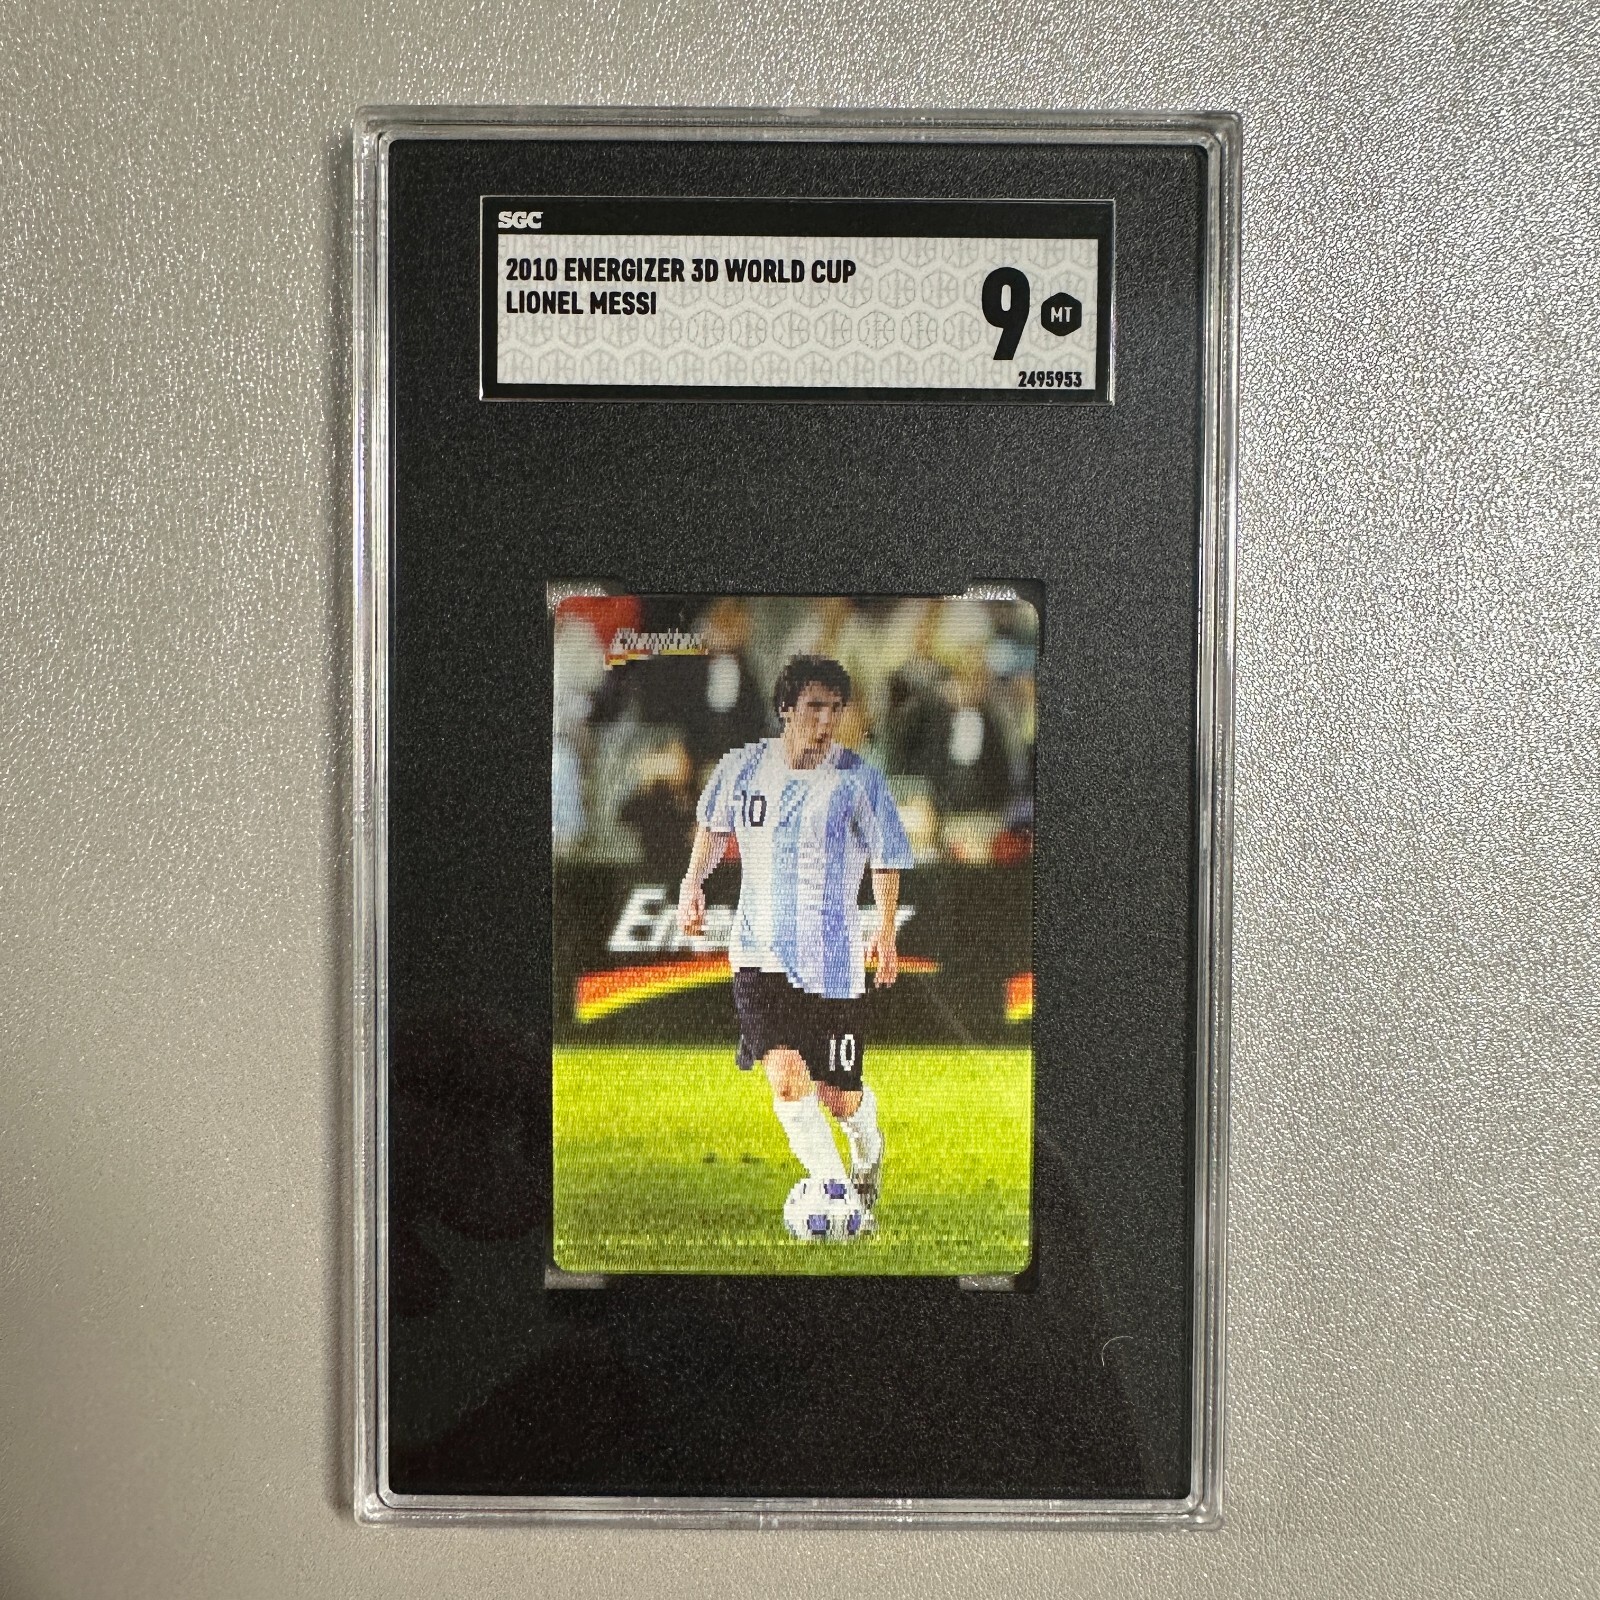 SGC
2010 ENERGIZER 3D WORLD CUP
LIONEL MESSI
9 MT
2495953
10
10